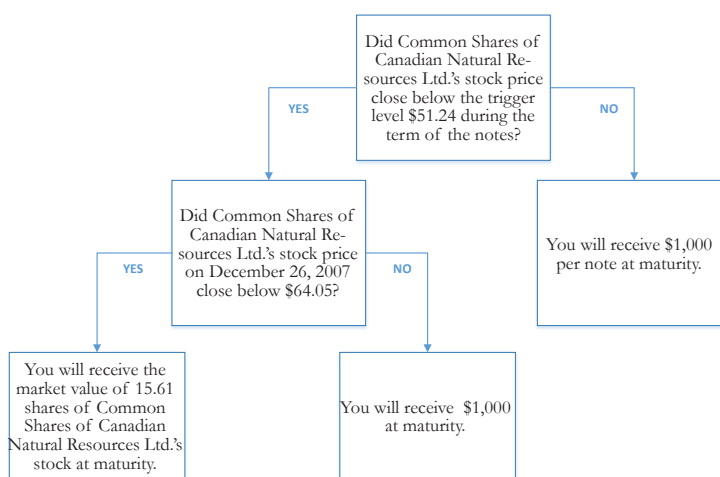 Did Common Shares of
Canadian Natural Re-
sources Ltd.'s stock price
close below the trigger
level $51.24 during the
term of the notes?
YES
NO
Did Common Shares of
Canadian Natural Re-
sources Ltd.'s stock price
on December 26, 2007
close below $64.05?
You will receive $1,000
per note at maturity.
YES
NO
You will receive the
market value of 15.61
shares of Common
Shares of Canadian
Natural Resources Ltd.'s
stock at maturity.
You will receive $1,000
at maturity.